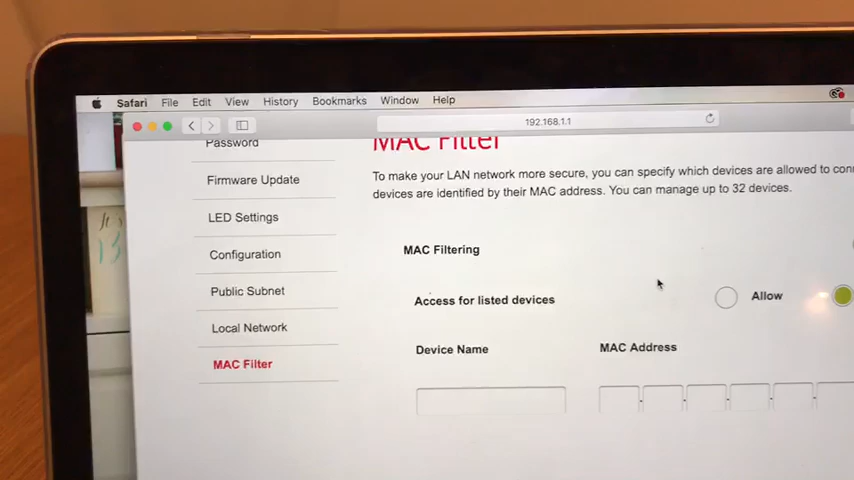 Safari File Edit View History Bookmarks Window Help
192.168.1.1
Password
MAC Filter
To make your LAN network more secure, you can specify which devices are allowed to
devices are identified by their MAC address. You can manage up to 32 devices.
Firmware Update
LED Settings
Configuration
Public Subnet
Local Network
MAC Filter
MAC Filtering
Access for listed devices
Allow
Device Name
MAC Address
It's
13